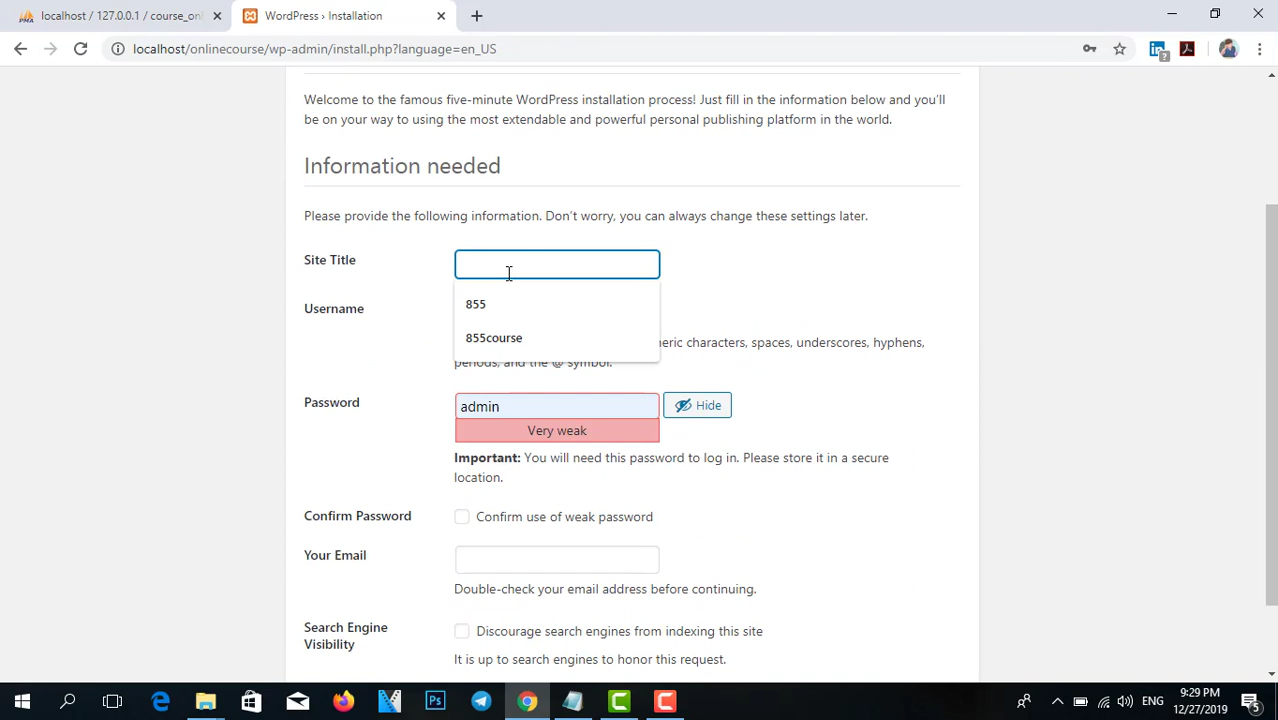 localhost / 127.0.0.1 / course_onl
WordPress › Installation
localhost/onlinecourse/wp-admin/install.php?language=en_US
Welcome to the famous five-minute WordPress installation process! Just fill in the information below and you'll
be on your way to using the most extendable and powerful personal publishing platform in the world.
Information needed
Please provide the following information. Don't worry, you can always change these settings later.
Site Title
855
855course
Username
neric characters, spaces, underscores, hyphens,
periods, and the @ symbol.
Password
admin
Hide
Very weak
Important: You will need this password to log in. Please store it in a secure
location.
Confirm Password
Confirm use of weak password
Your Email
Double-check your email address before continuing.
Search Engine
Visibility
Discourage search engines from indexing this site
It is up to search engines to honor this request.
ENG
9:29 PM
12/27/2019
5